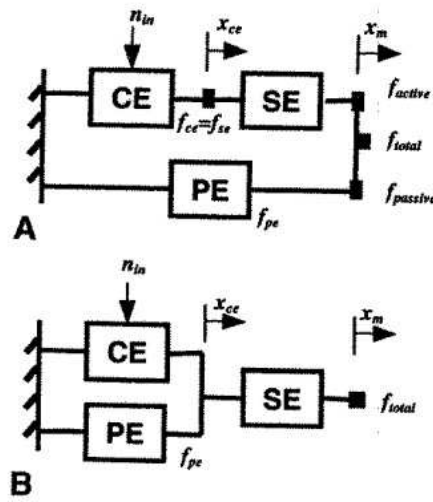 n_in
x_ce
x_m
CE
SE
f_active
f_ce=f_se
f_total
PE
f_passive
f_pe
A
n_in
x_ce
x_m
CE
SE
f_total
PE
f_pe
B